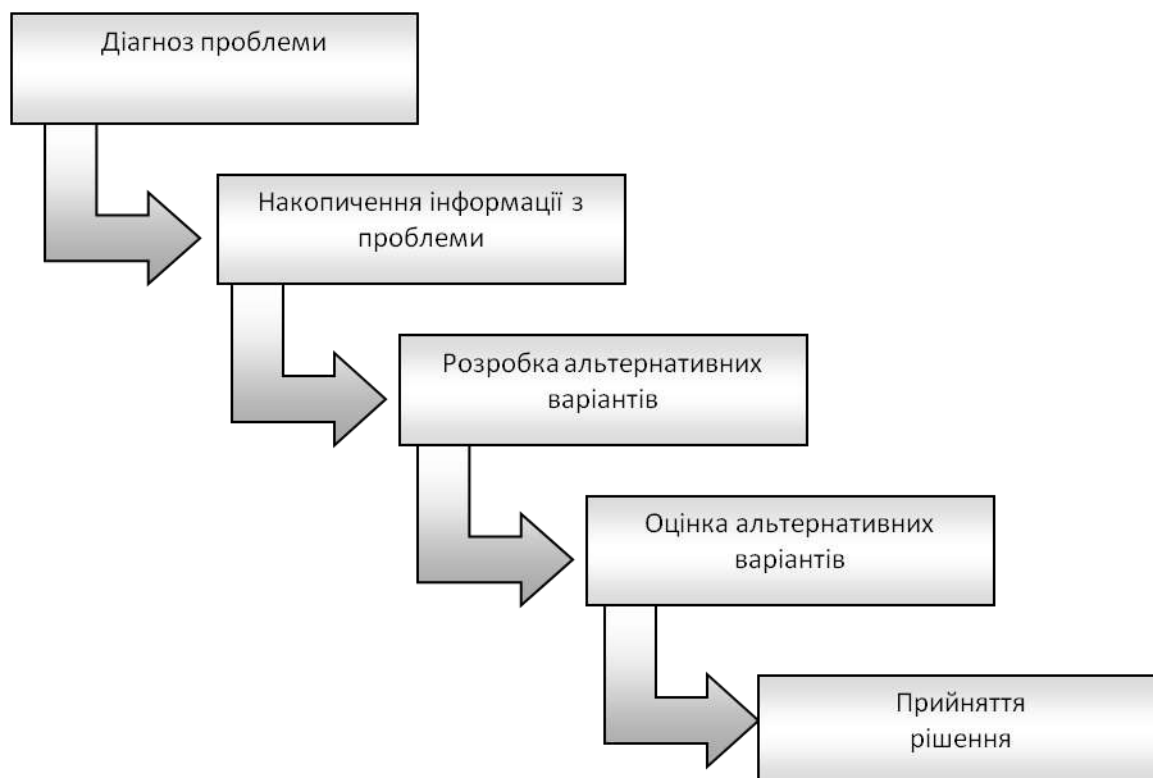 Діагноз проблеми
Накопичення інформації з
проблеми
Розробка альтернативних
варіантів
Оцінка альтернативних
варіантів
Прийняття
рішення